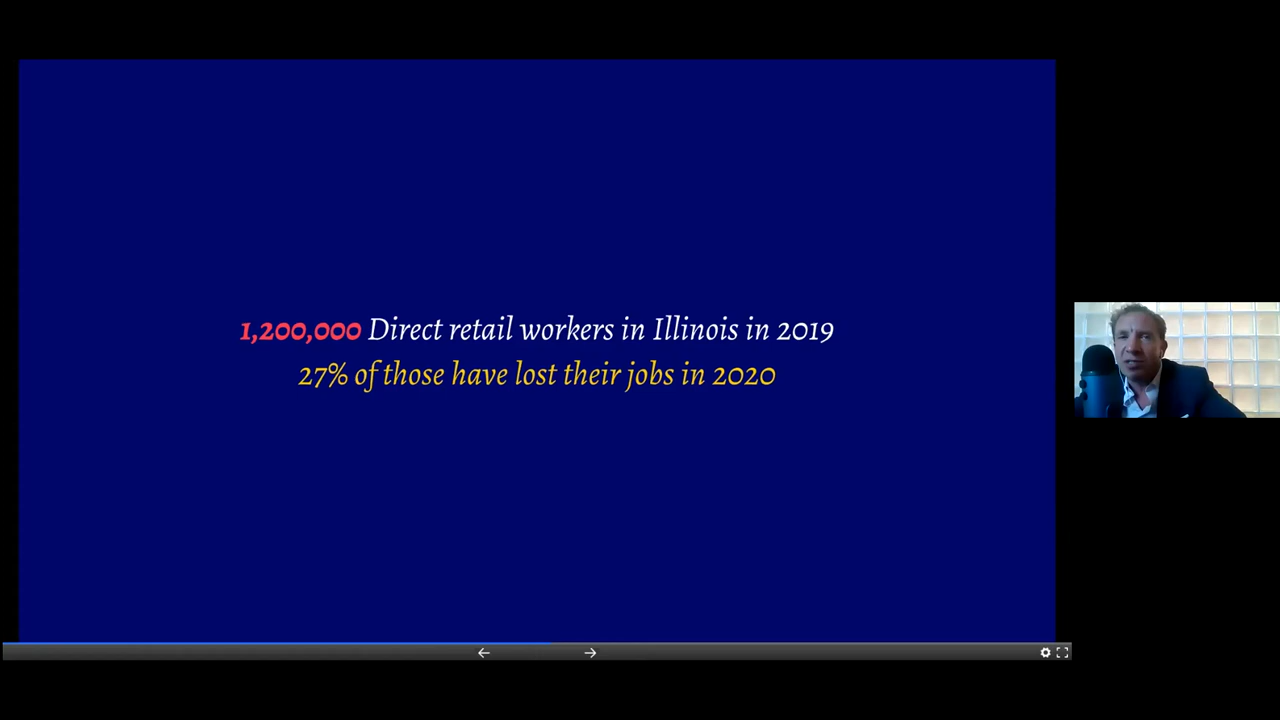 1,200,000 Direct retail workers in Illinois in 2019
27% of those have lost their jobs in 2020